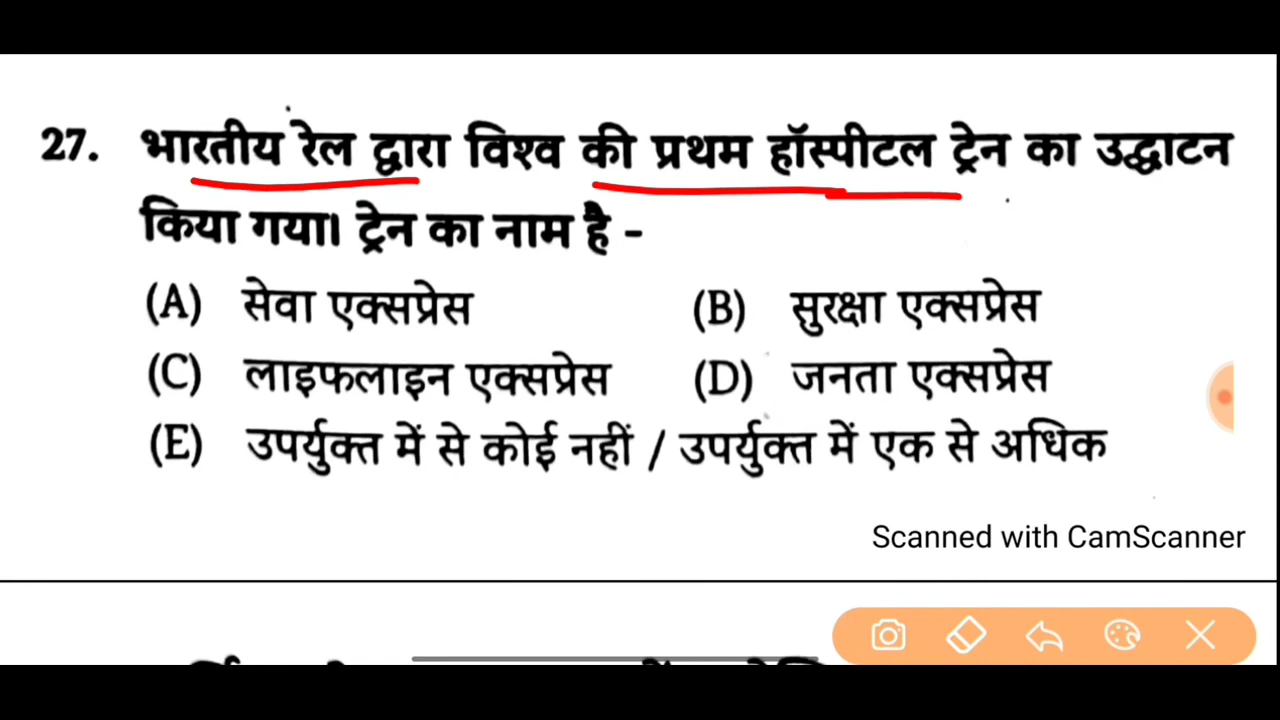 27. भारतीय रेल द्वारा विश्व की प्रथम हॉस्पीटल ट्रेन का उद्घाटन
किया गया। ट्रेन का नाम है -
(A) सेवा एक्सप्रेस (B) सुरक्षा एक्सप्रेस
(C) लाइफलाइन एक्सप्रेस (D) जनता एक्सप्रेस
(E) उपर्युक्त में से कोई नहीं / उपर्युक्त में एक से अधिक
Scanned with CamScanner